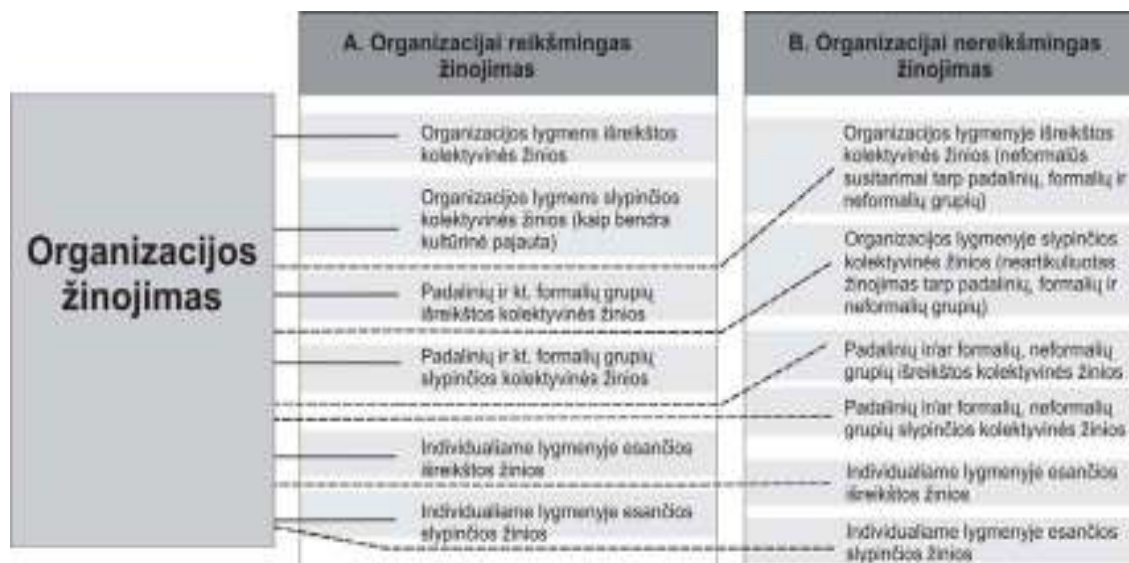 Organizacijos
žinojimas
A. Organizacijai reikšmingas
žinojimas
Organizacijos lygmens išreikštos
kolektyvinės žinios
Organizacijos lygmens slypinčios
kolektyvinės žinios (kaip bendra
kultūrinė pajauta)
Padalinių ir kt. formalių grupių
išreikštos kolektyvinės žinios
Padalinių ir kt. formalių grupių
slypinčios kolektyvinės žinios
Individualiame lygmenyje esančios
išreikštos žinios
Individualiame lygmenyje esančios
slypinčios žinios
B. Organizacijai nereikšmingas
žinojimas
Organizacijos lygmenyje išreikštos
kolektyvinės žinios (neformalūs
susitarimai tarp padalinių, formalių ir
neformalių grupių)
Organizacijos lygmenyje slypinčios
kolektyvinės žinios (neartikuliuotas
žinojimas tarp padalinių, formalių ir
neformalių grupių)
Padalinių ir/ar formalių, neformalių
grupių išreikštos kolektyvinės žinios
Padalinių ir/ar formalių, neformalių
grupių slypinčios kolektyvinės žinios
Individualiame lygmenyje esančios
išreikštos žinios
Individualiame lygmenyje esančios
slypinčios žinios